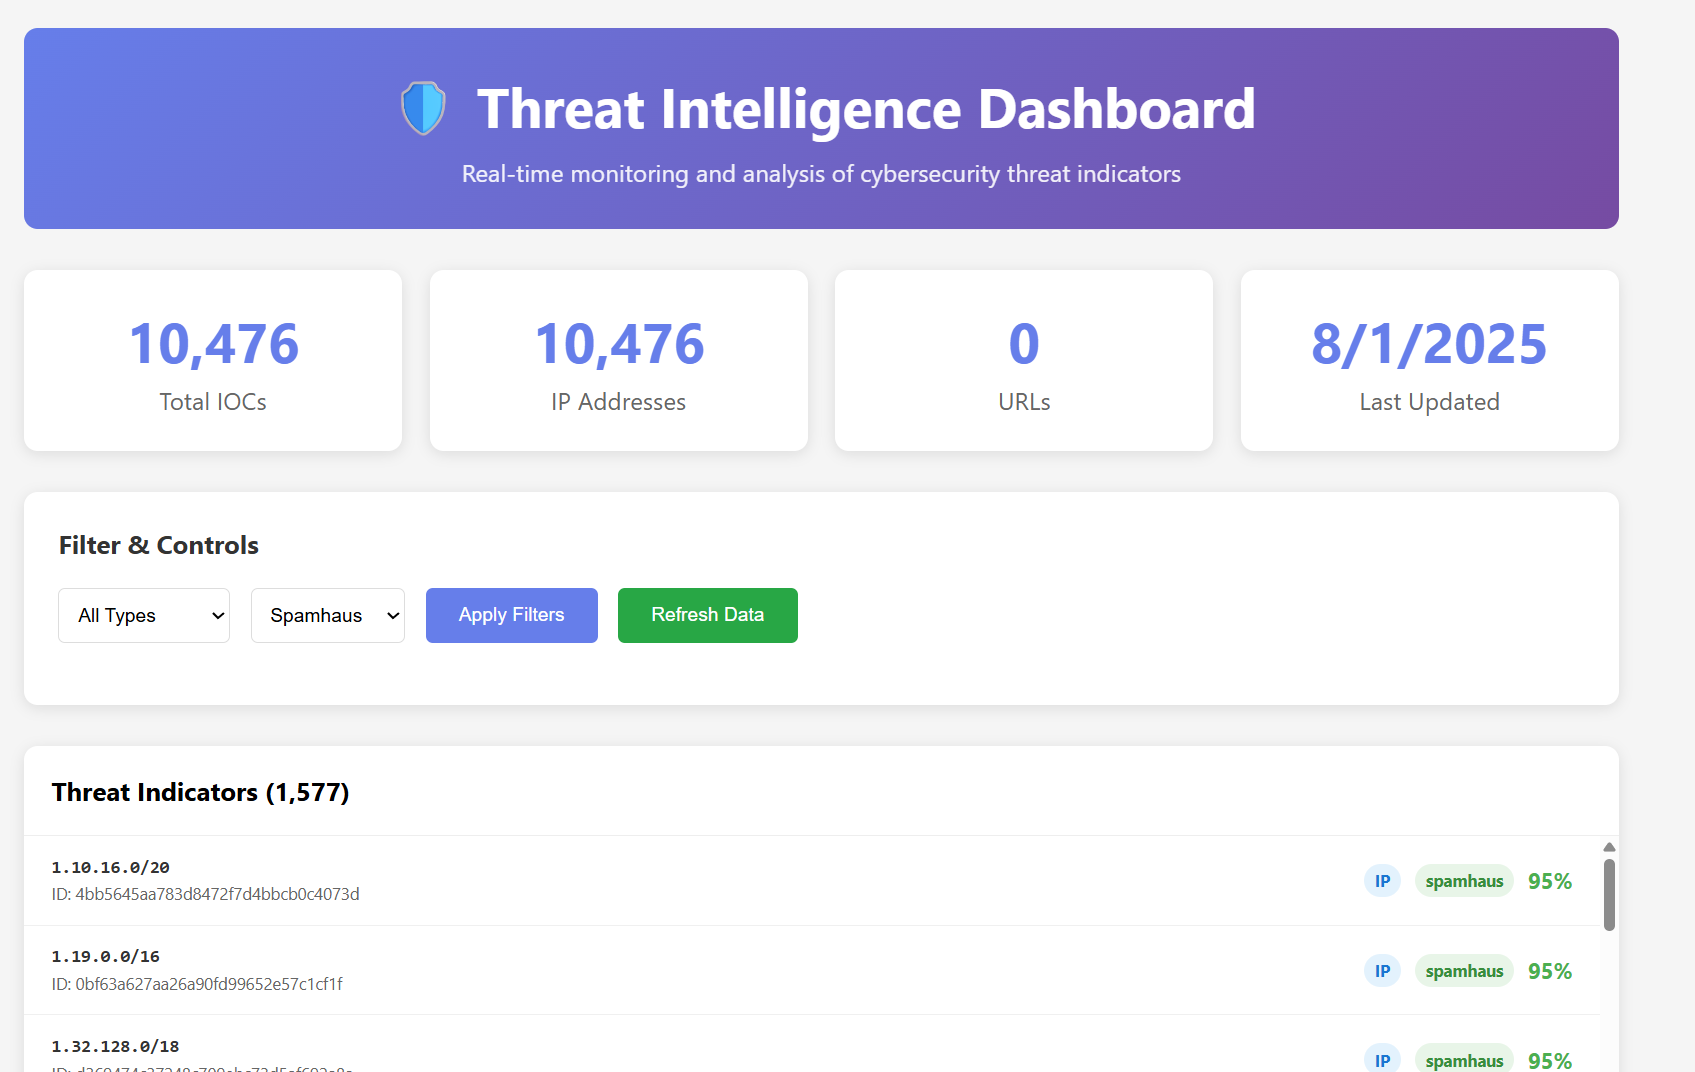 Threat Intelligence Dashboard
Real-time monitoring and analysis of cybersecurity threat indicators
10,476
Total IOCs
10,476
IP Addresses
0
URLs
8/1/2025
Last Updated
Filter & Controls
All Types
Spamhaus
Apply Filters
Refresh Data
Threat Indicators (1,577)
1.10.16.0/20
ID: 4bb5645aa783d8472f7d4bbcb0c4073d
IP
spamhaus
95%
1.19.0.0/16
ID: 0bf63a627aa26a90fd99652e57c1cf1f
IP
spamhaus
95%
1.32.128.0/18
ID:
IP
spamhaus
95%